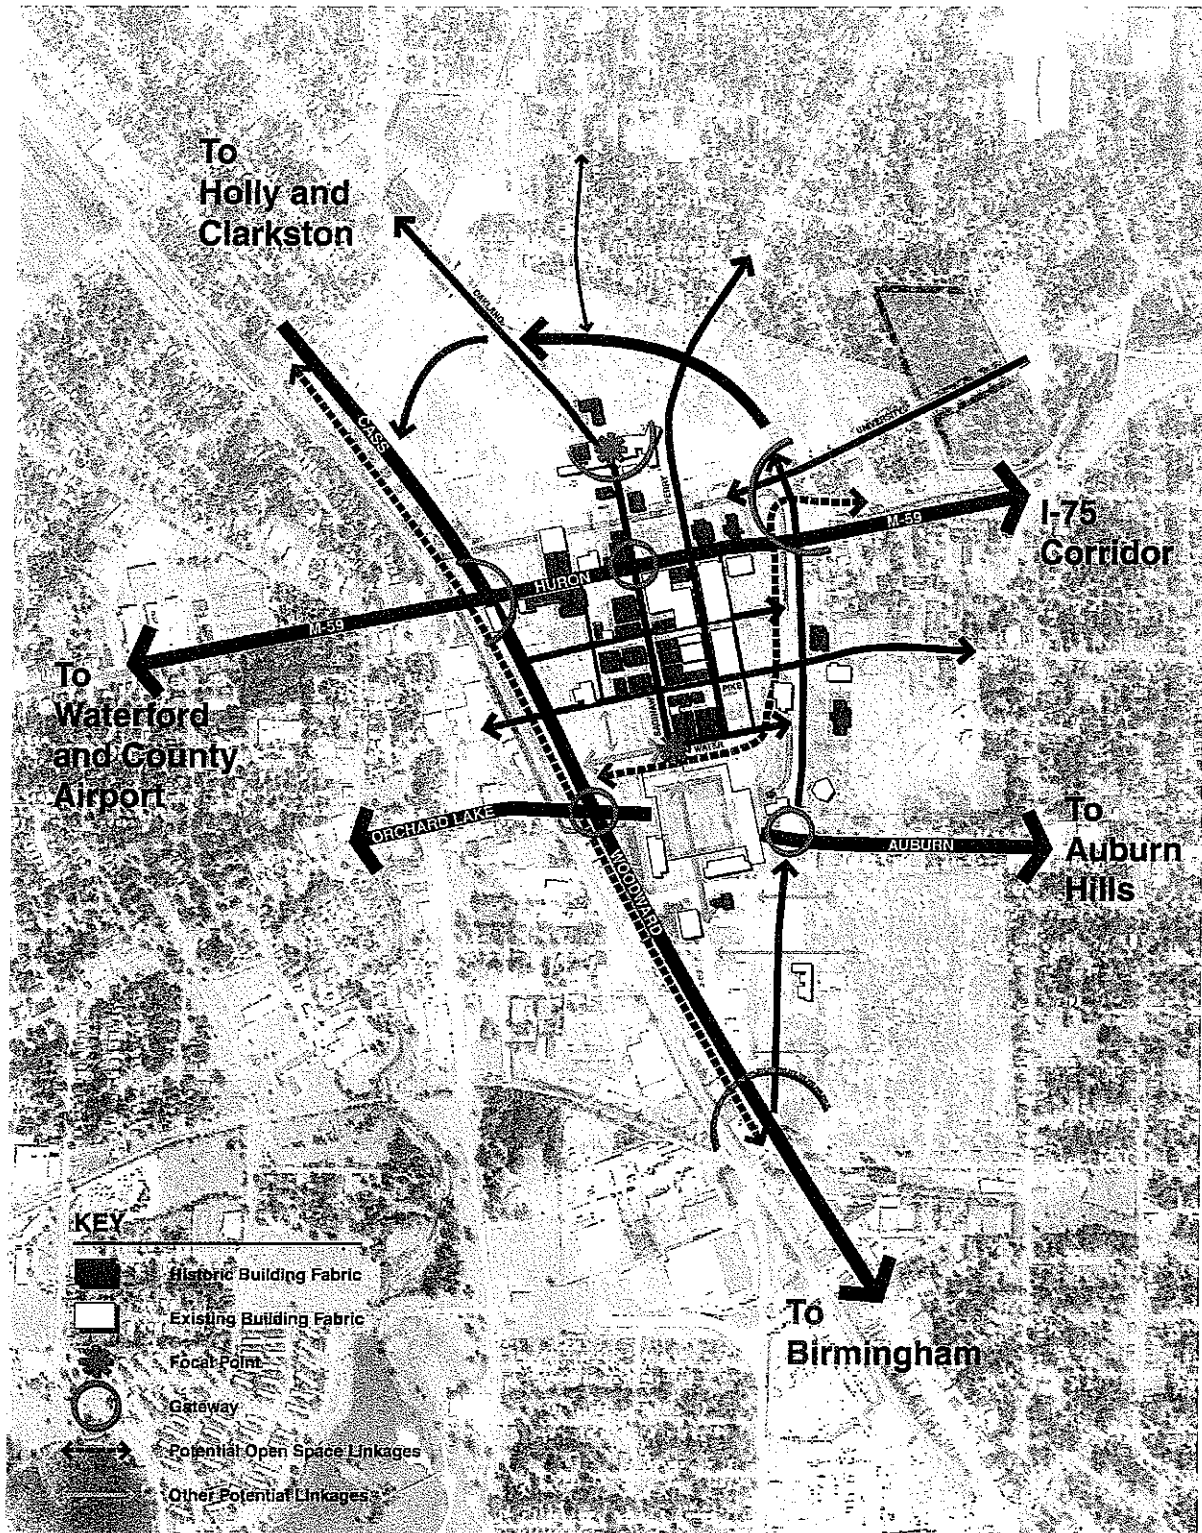 To
Holly and
Clarkston
OAKLAND
CASS
UNIVERSITY
M-59
I-75
Corridor
HURON
M-59
To
Waterford
and County
Airport
PIKE
WATER
ORCHARD LAKE
To
Auburn
Hills
AUBURN
WOODWARD
To
Birmingham
KEY
Historic Building Fabric
Existing Building Fabric
Focal Point
Gateway
Potential Open Space Linkages
Other Potential Linkages